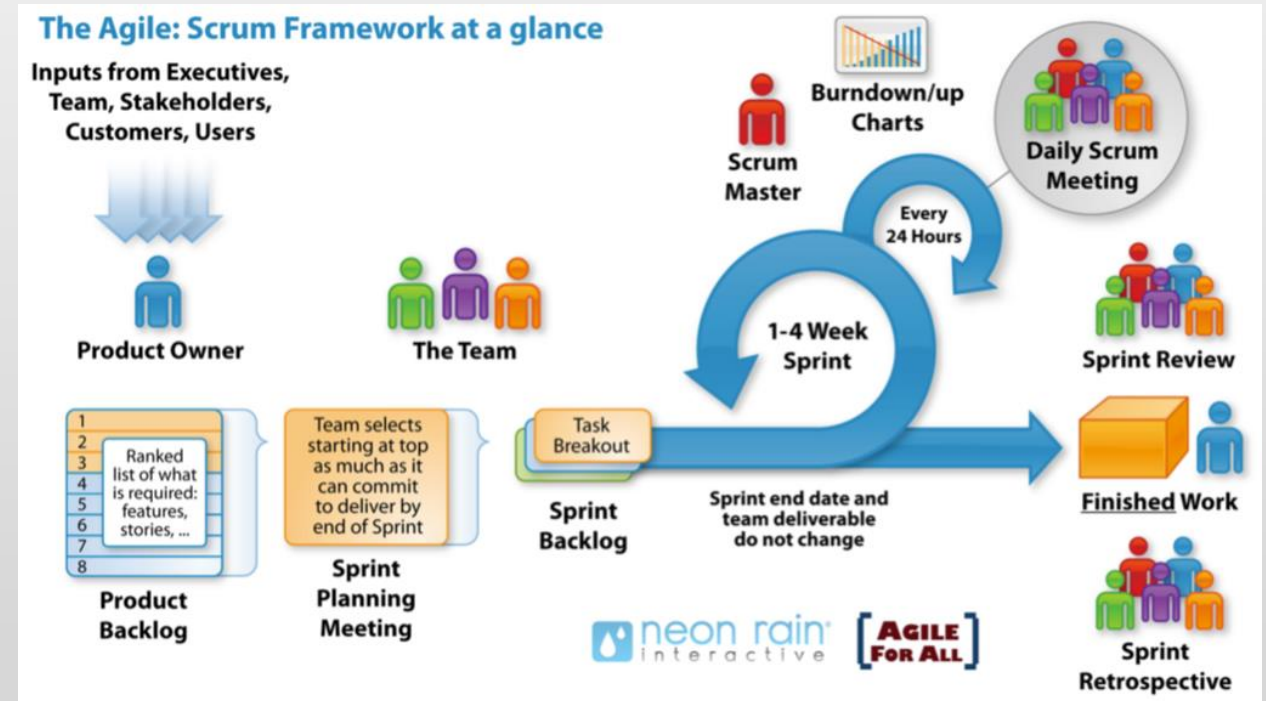 The Agile: Scrum Framework at a glance
Inputs from Executives,
Team, Stakeholders,
Customers, Users
Product Owner
The Team
Scrum
Master
Burndown/up
Charts
Daily Scrum
Meeting
Every
24 Hours
1-4 Week
Sprint
Sprint Review
1
2
3
4
5
6
7
8
Ranked
list of what
is required:
features,
stories, ...
Product
Backlog
Team selects
starting at top
as much as it
can commit
to deliver by
end of Sprint
Sprint
Planning
Meeting
Task
Breakout
Sprint
Backlog
Sprint end date and
team deliverable
do not change
Finished Work
Sprint
Retrospective
neon rain
interactive
AGILE
FOR ALL